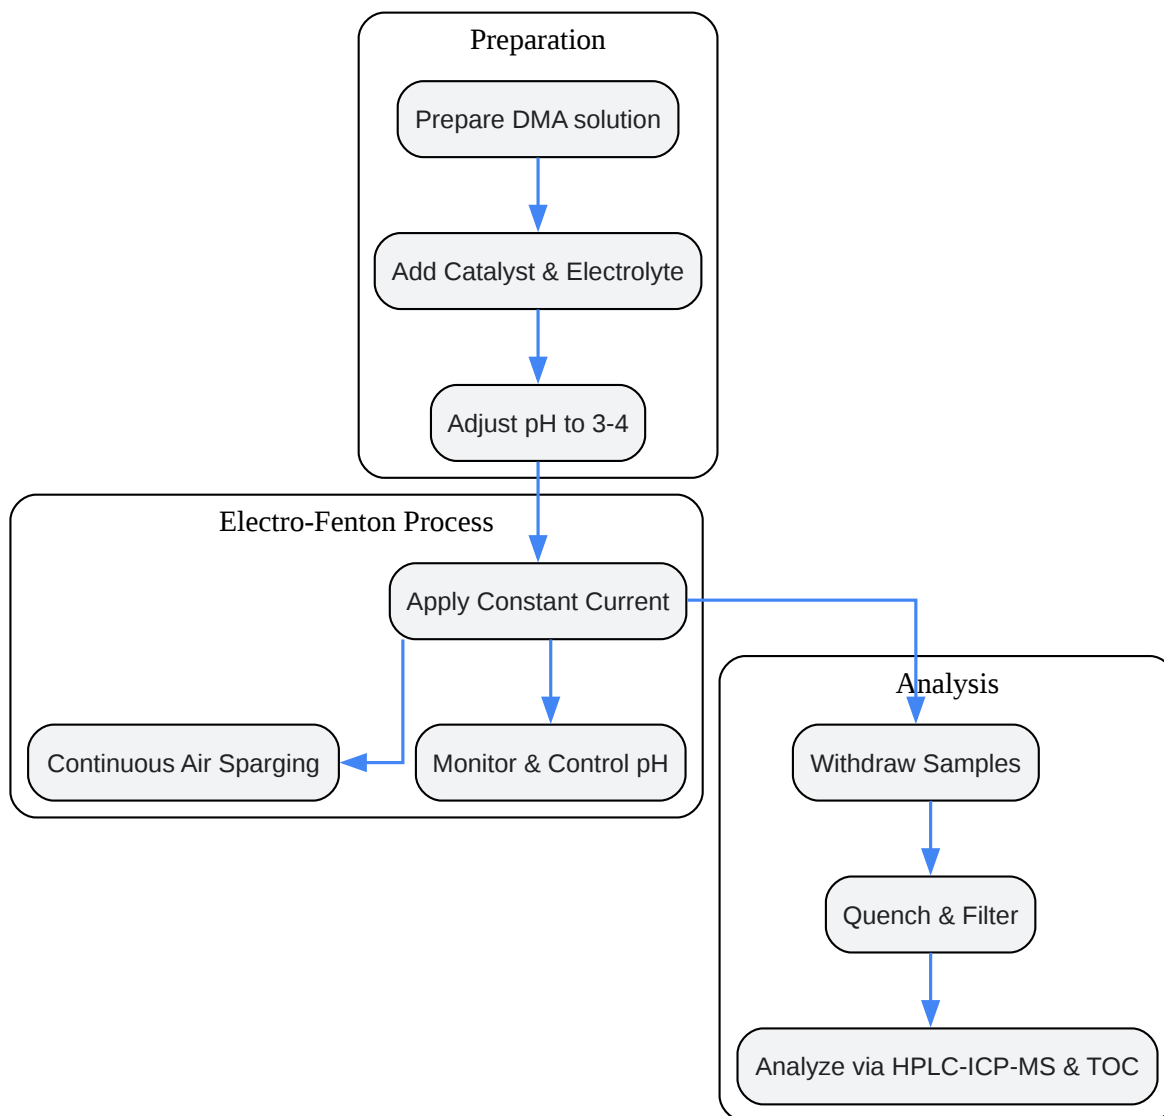 Preparation
Prepare DMA solution
Add Catalyst & Electrolyte
Adjust pH to 3-4
Electro-Fenton Process
Apply Constant Current
Continuous Air Sparging
Monitor & Control pH
Analysis
Withdraw Samples
Quench & Filter
Analyze via HPLC-ICP-MS & TOC